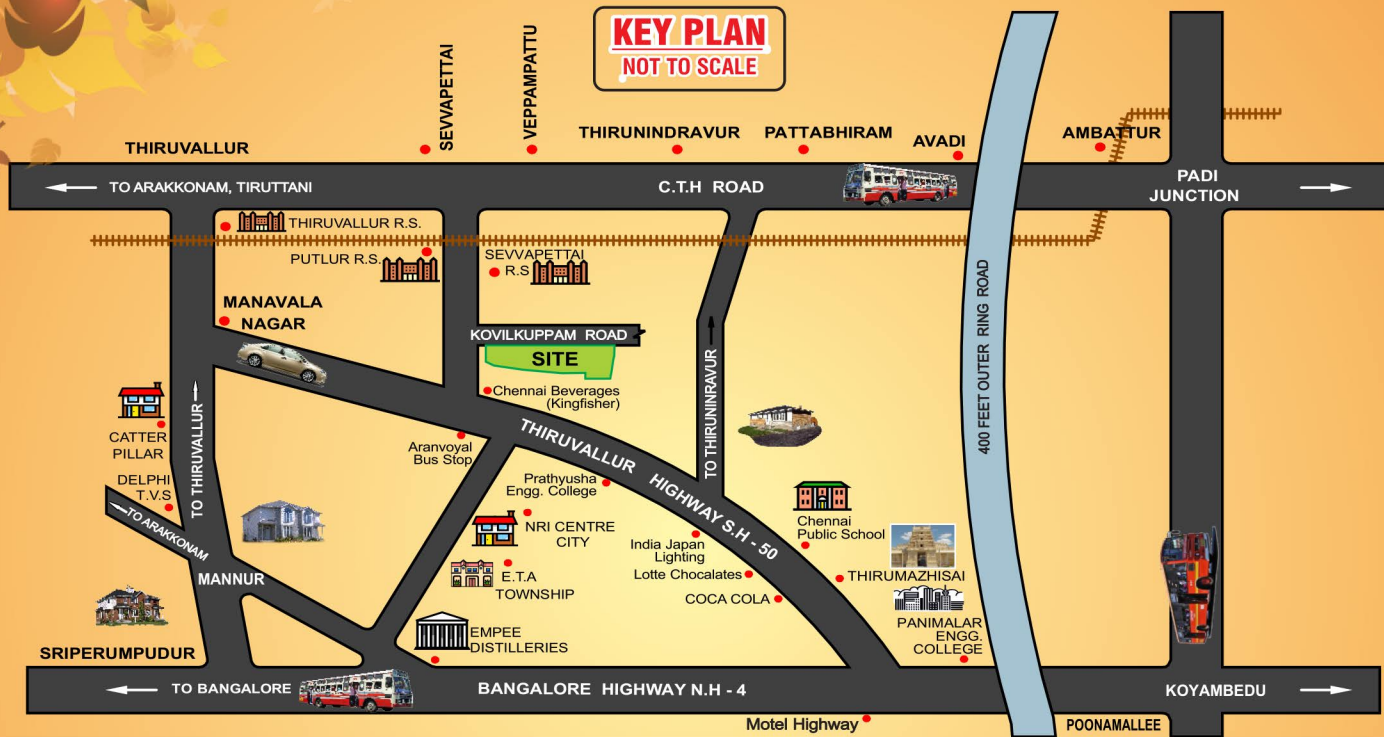 KEY PLAN
NOT TO SCALE
SEVVAPETTAI
VEPPAMPATTU
THIRUVALLUR
THIRUNINDRAVUR
PATTABHIRAM
AVADI
AMBATTUR
TO ARAKKONAM, TIRUTTANI
C.T.H ROAD
PADI
JUNCTION
THIRUVALLUR R.S.
PUTLUR R.S.
SEVVAPETTAI
R.S
MANAVALA
NAGAR
KOVILKUPPAM ROAD
SITE
Chennai Beverages
(Kingfisher)
400 FEET OUTER RING ROAD
TO THIRUNINRAVUR
TO THIRUVALLUR
CATTER
PILLAR
DELPHI
T.V.S
TO ARAKKONAM
MANNUR
Aranvoyal
Bus Stop
THIRUVALLUR HIGHWAY S.H - 50
Prathyusha
Engg. College
NRI CENTRE
CITY
E.T.A
TOWNSHIP
India Japan
Lighting
Lotte Chocalates
COCA COLA
Chennai
Public School
THIRUMAZHISAI
PANIMALAR
ENGG.
COLLEGE
EMPEE
DISTILLERIES
SRIPERUMPUDUR
TO BANGALORE
BANGALORE HIGHWAY N.H - 4
KOYAMBEDU
Motel Highway
POONAMALLEE